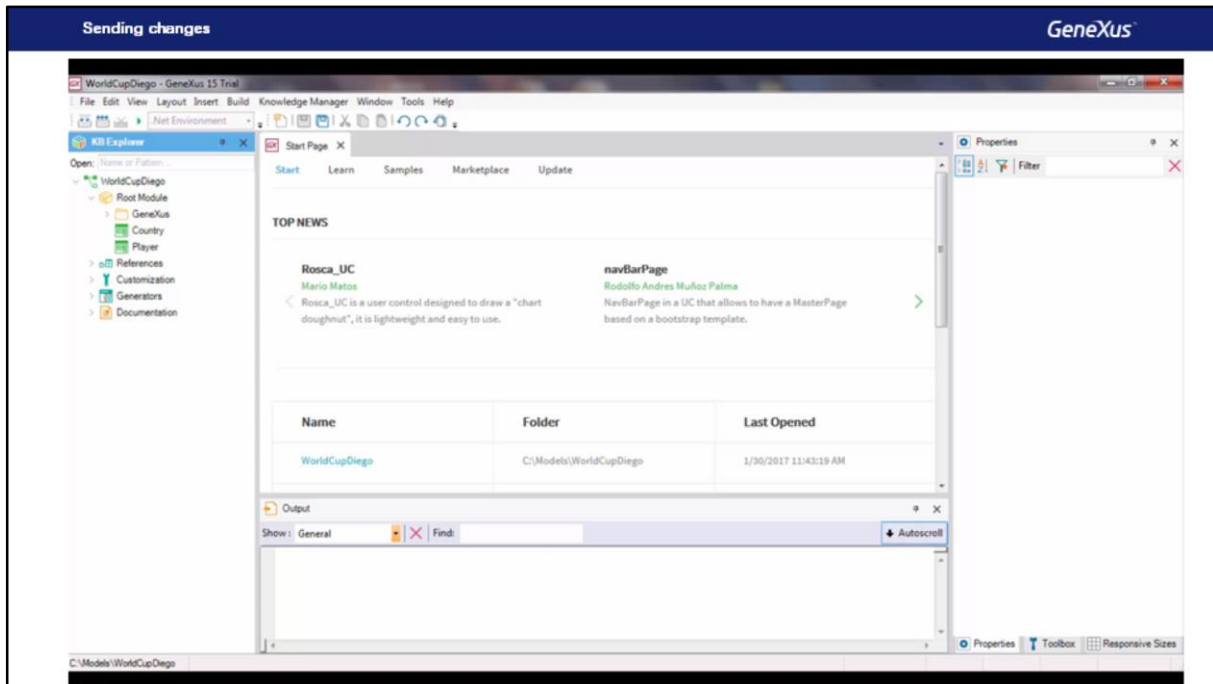 Sending changes
GeneXus
WorldCupDiego - GeneXus 15 Trial
File Edit View Layout Insert Build Knowledge Manager Window Tools Help
.Net Environment
KB Explorer
Open: Name or Pattern ...
WorldCupDiego
Root Module
GeneXus
Country
Player
References
Customization
Generators
Documentation
Start Page
Start Learn Samples Marketplace Update
TOP NEWS
Rosca_UC
Mario Matos
Rosca_UC is a user control designed to draw a "chart
doughnut", it is lightweight and easy to use.
navBarPage
Rodolfo Andres Muñoz Palma
NavBarPage in a UC that allows to have a MasterPage
based on a bootstrap template.
Name Folder Last Opened
WorldCupDiego C:\Models\WorldCupDiego 1/30/2017 11:43:19 AM
Output
Show: General Find: Autoscroll
Properties
Filter
Properties Toolbox Responsive Sizes
C:\Models\WorldCupDiego